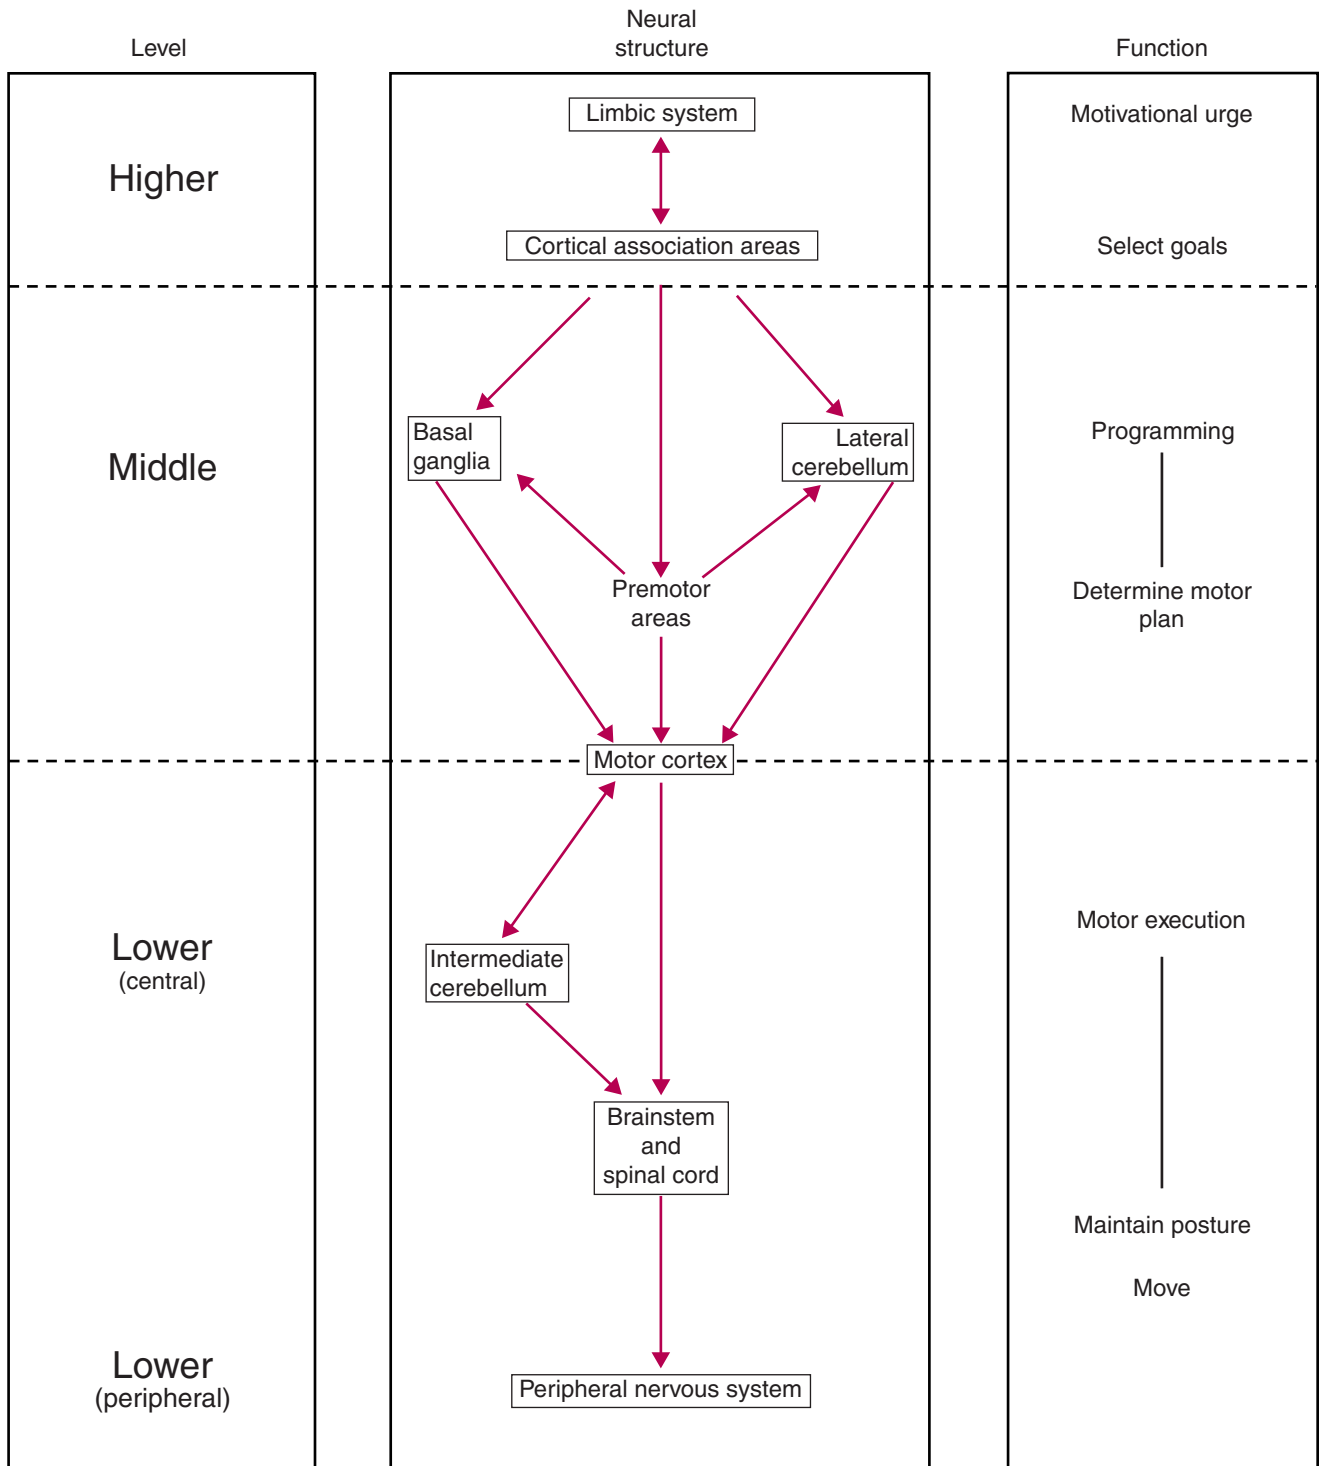 Level
Neural
structure
Function
Limbic system
Motivational urge
Higher
Cortical association areas
Select goals
Basal
ganglia
Lateral
cerebellum
Programming
Middle
Premotor
areas
Determine motor
plan
Motor cortex
Motor execution
Lower
(central)
Intermediate
cerebellum
Brainstem
and
spinal cord
Maintain posture
Move
Lower
(peripheral)
Peripheral nervous system